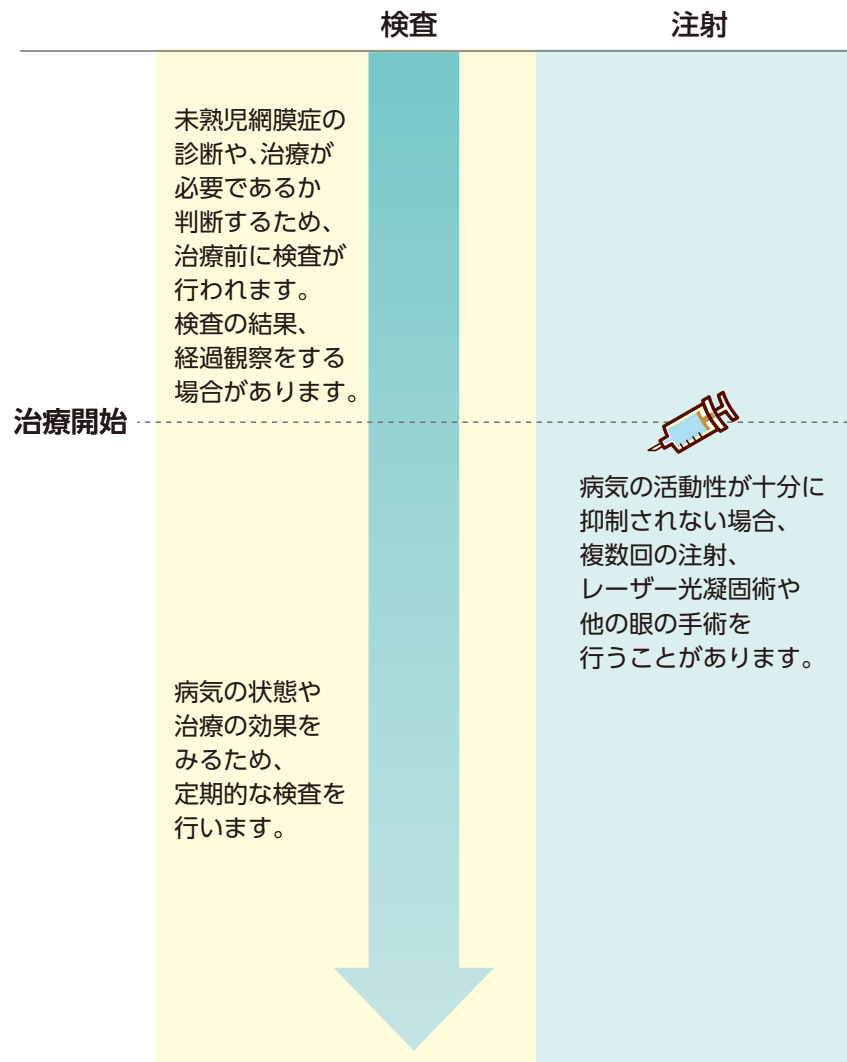 検査
注射
未熟児網膜症の
診断や、治療が
必要であるか
判断するため、
治療前に検査が
行われます。
検査の結果、
経過観察をする
場合があります。
治療開始
病気の活動性が十分に
抑制されない場合、
複数回の注射、
レーザー光凝固術や
他の眼の手術を
行うことがあります。
病気の状態や
治療の効果を
みるため、
定期的な検査を
行います。